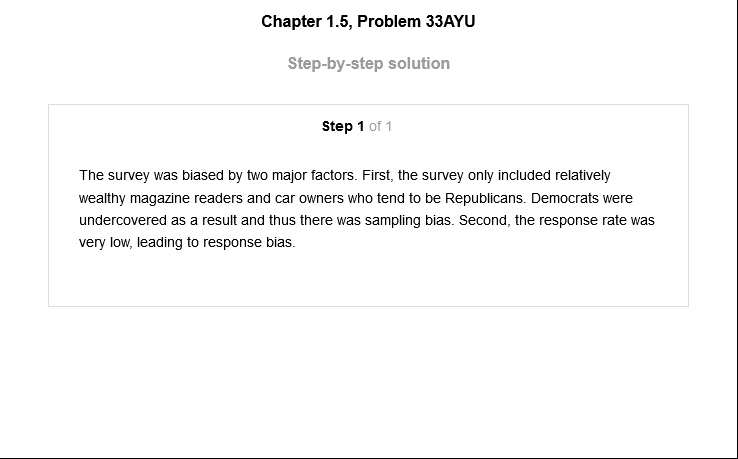 Chapter 1.5, Problem 33AYU
Step-by-step solution
Step 1 of 1
The survey was biased by two major factors. First, the survey only included relatively
wealthy magazine readers and car owners who tend to be Republicans. Democrats were
undercovered as a result and thus there was sampling bias. Second, the response rate was
very low, leading to response bias.